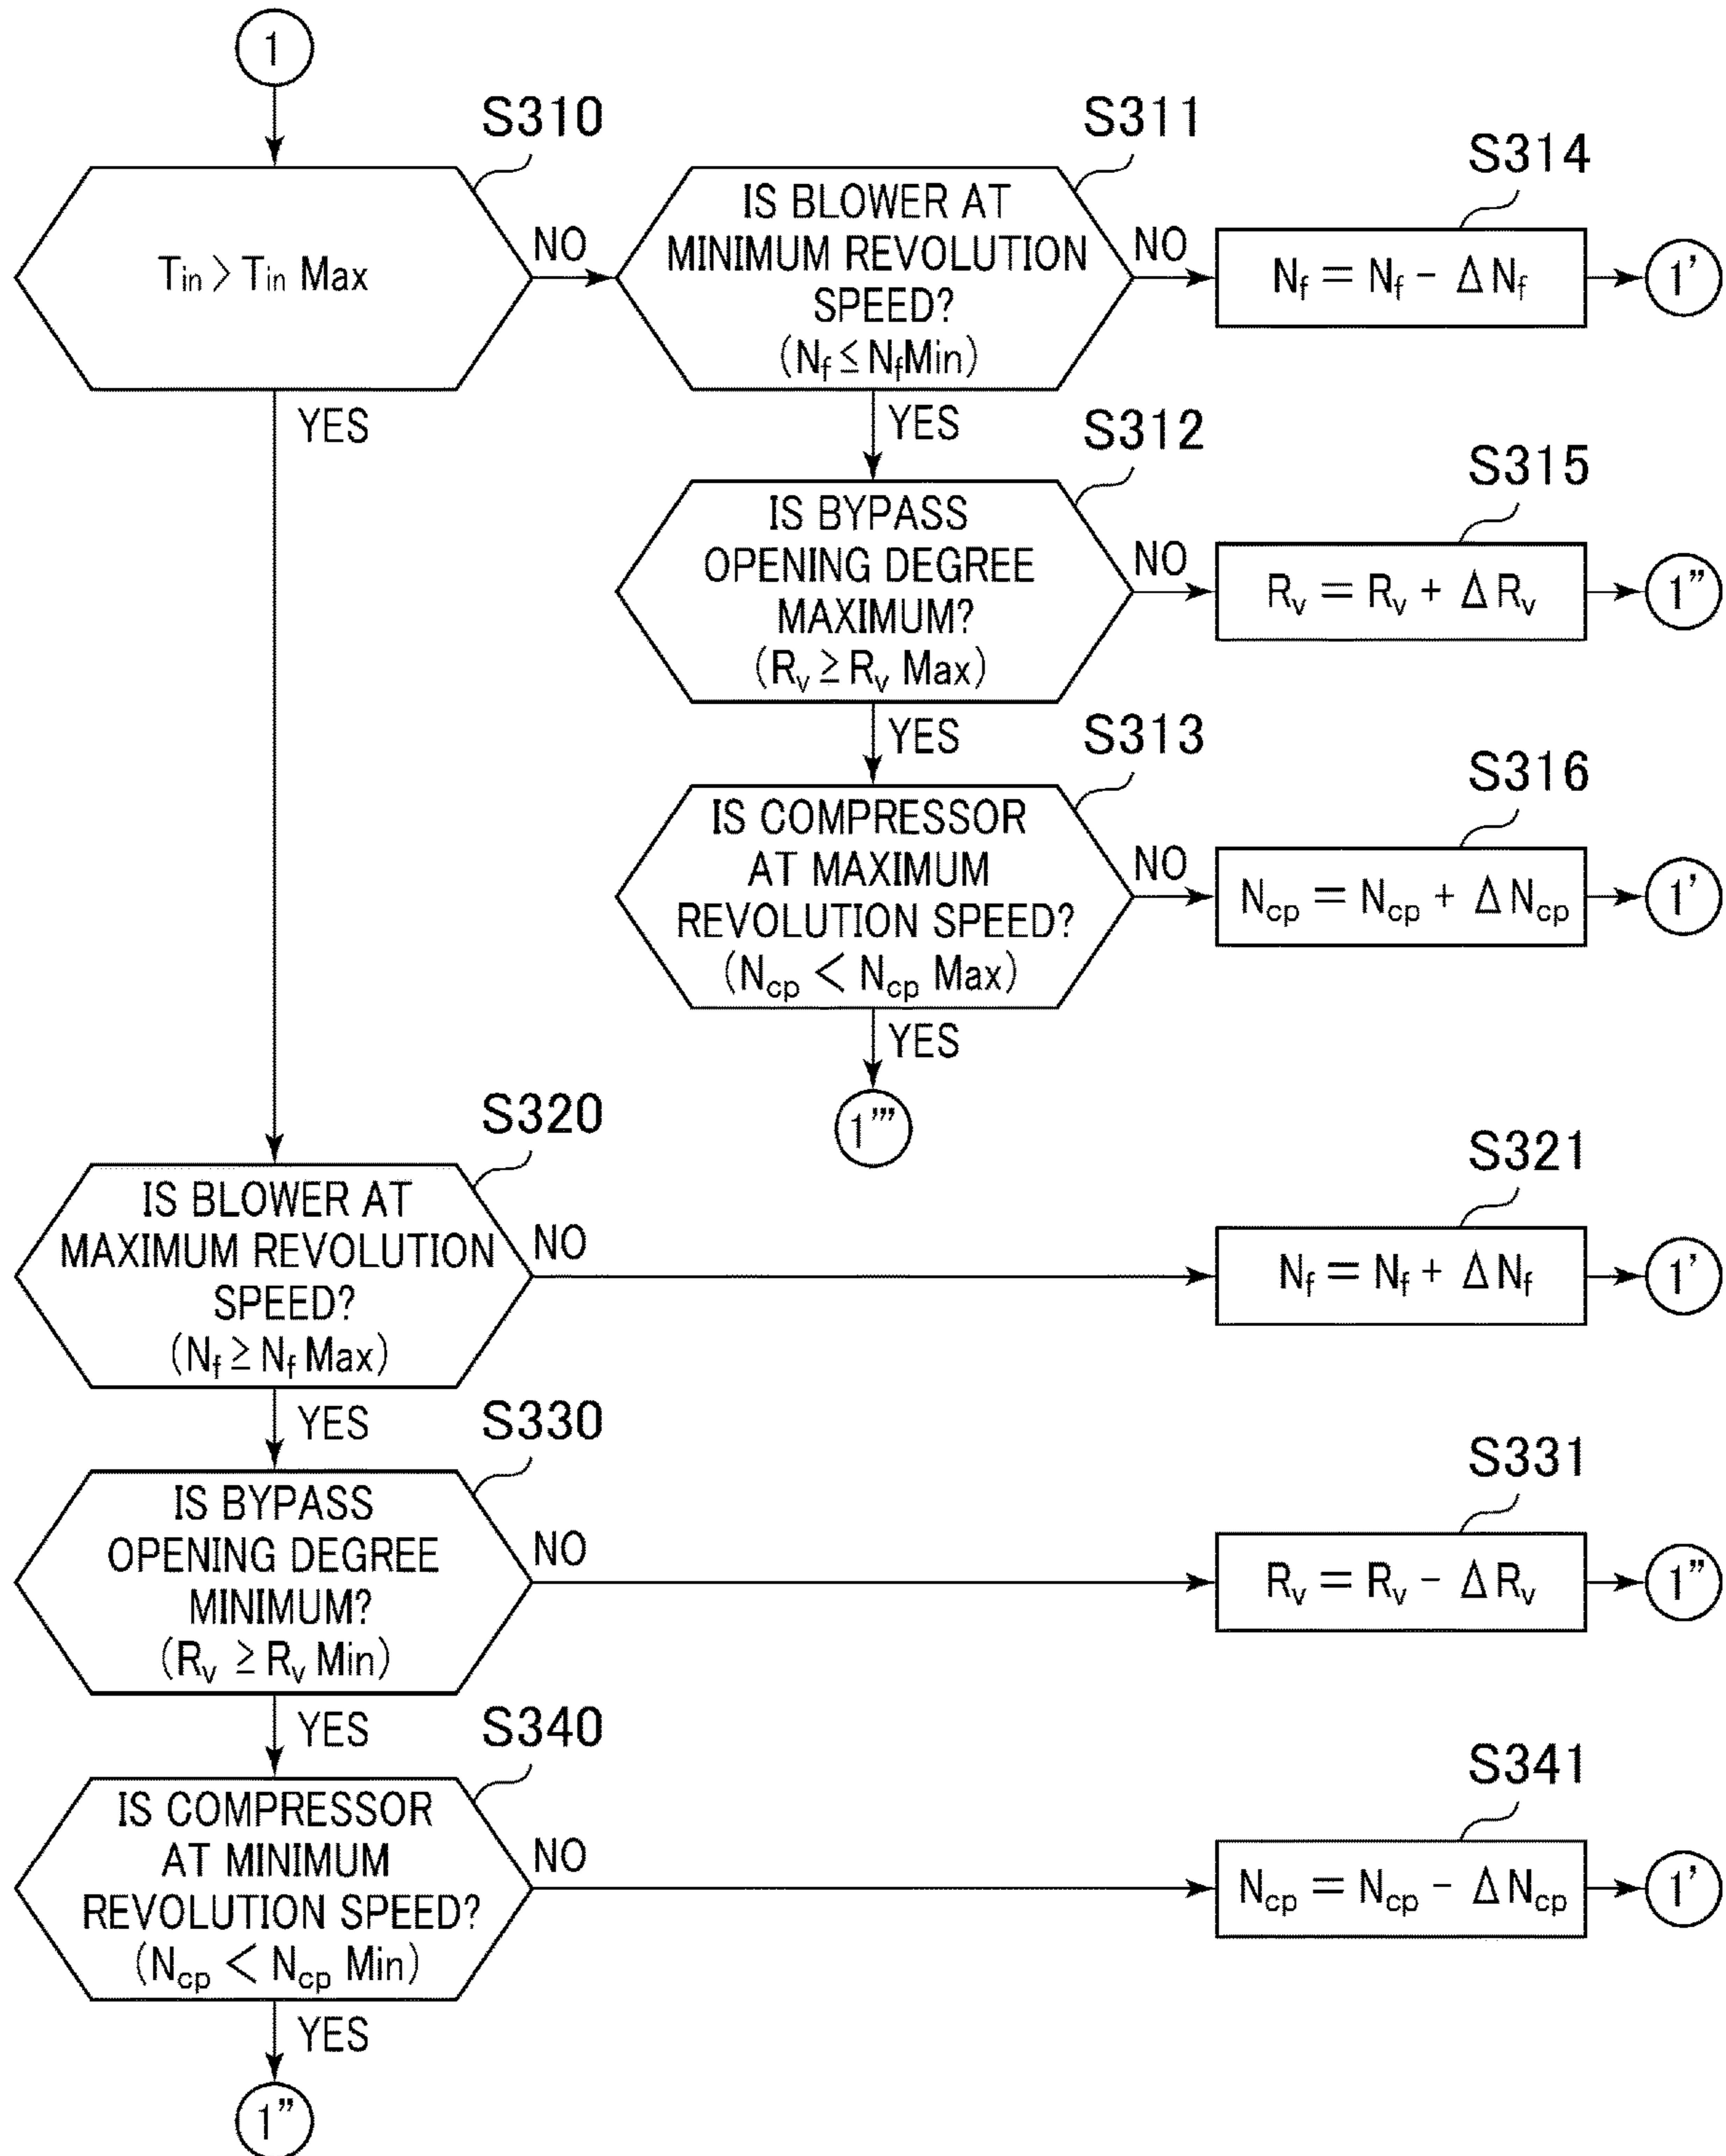 1
S310
Tin > Tin Max
NO
YES
S311
IS BLOWER AT
MINIMUM REVOLUTION
SPEED?
(Nf ≤ NfMin)
NO
YES
S314
Nf = Nf - ΔNf
1'
S312
IS BYPASS
OPENING DEGREE
MAXIMUM?
(Rv ≥ Rv Max)
NO
YES
S315
Rv = Rv + ΔRv
1"
S313
IS COMPRESSOR
AT MAXIMUM
REVOLUTION SPEED?
(Ncp < Ncp Max)
NO
YES
S316
Ncp = Ncp + ΔNcp
1'
1'"
S320
IS BLOWER AT
MAXIMUM REVOLUTION
SPEED?
(Nf ≥ Nf Max)
NO
YES
S321
Nf = Nf + ΔNf
1'
S330
IS BYPASS
OPENING DEGREE
MINIMUM?
(Rv ≥ Rv Min)
NO
YES
S331
Rv = Rv - ΔRv
1"
S340
IS COMPRESSOR
AT MINIMUM
REVOLUTION SPEED?
(Ncp < Ncp Min)
NO
YES
S341
Ncp = Ncp - ΔNcp
1'
1"